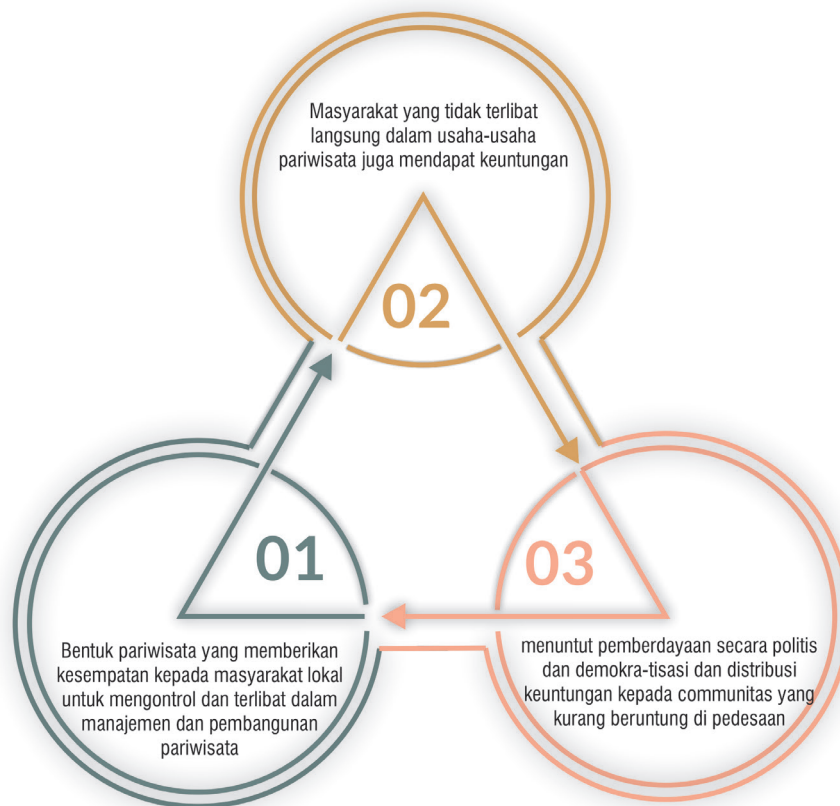 Masyarakat yang tidak terlibat
langsung dalam usaha-usaha
pariwisata juga mendapat keuntungan
02
01
Bentuk pariwisata yang memberikan
kesempatan kepada masyarakat lokal
untuk mengontrol dan terlibat dalam
manajemen dan pembangunan
pariwisata
03
menuntut pemberdayaan secara politis
dan demokra-tisasi dan distribusi
keuntungan kepada communitas yang
kurang beruntung di pedesaan